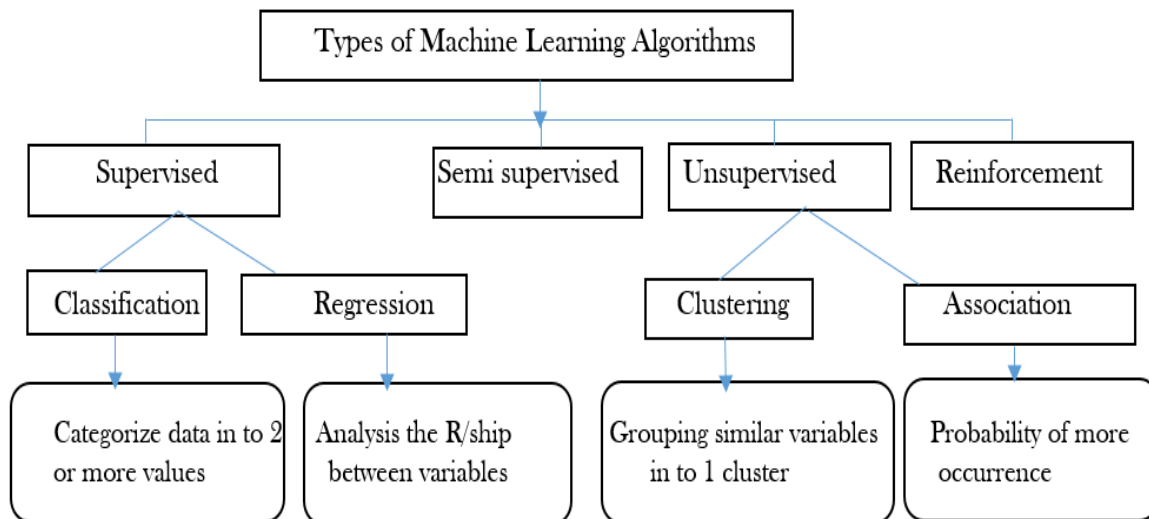 Types of Machine Learning Algorithms
Supervised
Semi supervised
Unsupervised
Reinforcement
Classification
Regression
Clustering
Association
Categorize data in to 2
or more values
Analysis the R/ship
between variables
Grouping similar variables
in to 1 cluster
Probability of more
occurrence